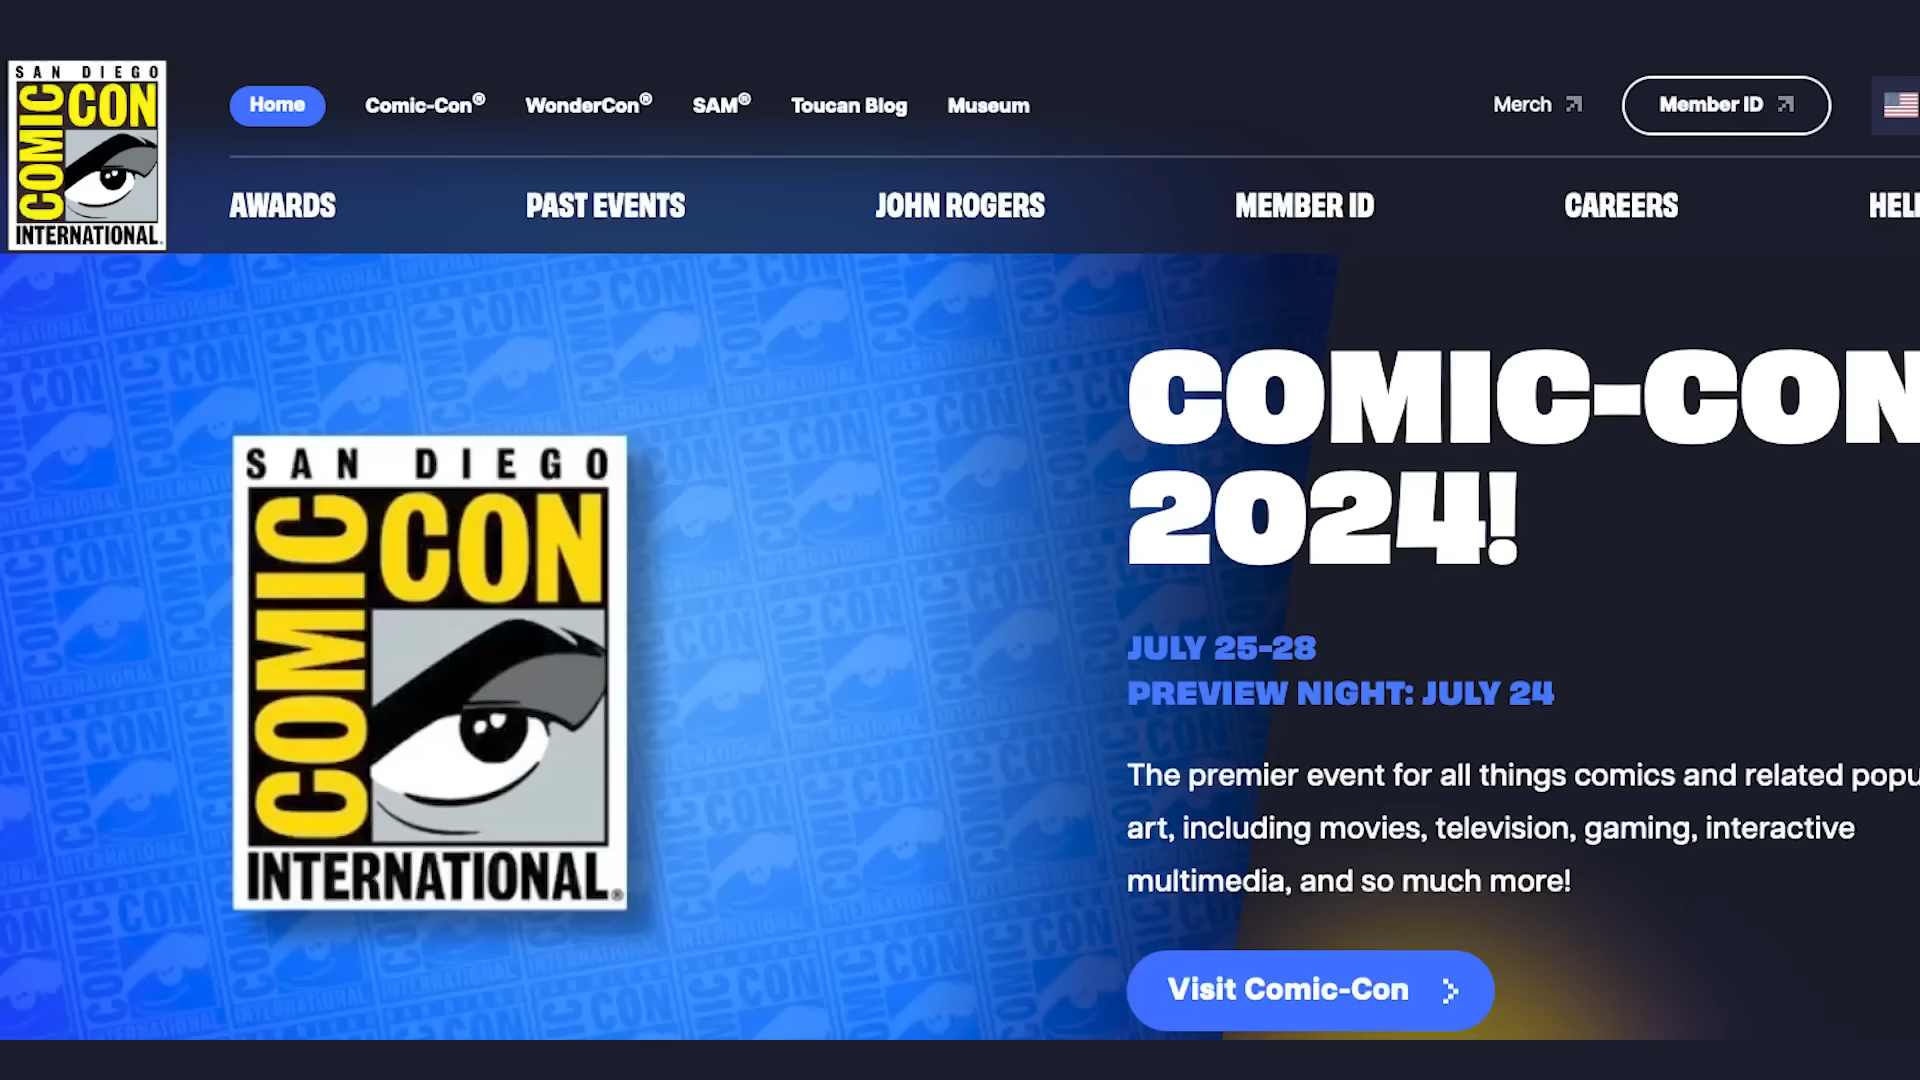 SAN DIEGO
COMIC
CON
INTERNATIONAL
Home
Comic-Con®
WonderCon®
SAM®
Toucan Blog
Museum
Merch
Member ID
AWARDS
PAST EVENTS
JOHN ROGERS
MEMBER ID
CAREERS
HEL
SAN DIEGO
COMIC
CON
INTERNATIONAL®
COMIC-CON
2024!
JULY 25-28
PREVIEW NIGHT: JULY 24
The premier event for all things comics and related popu
art, including movies, television, gaming, interactive
multimedia, and so much more!
Visit Comic-Con